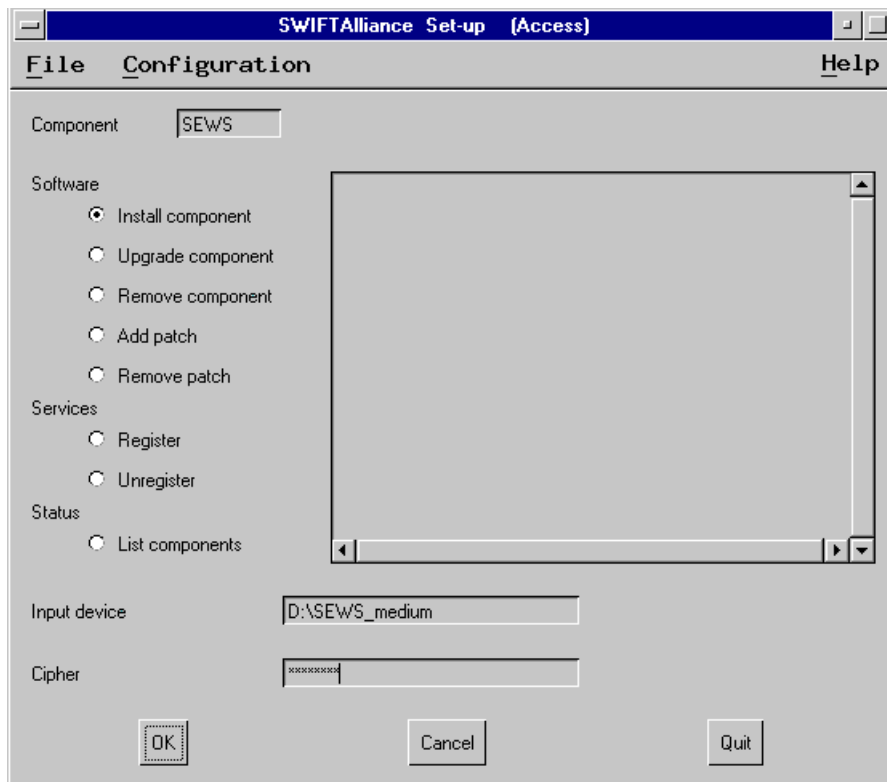 SWIFTAlliance Set-up (Access)
File Configuration Help
Component SEWS
Software
Install component
Upgrade component
Remove component
Add patch
Remove patch
Services
Register
Unregister
Status
List components
Input device D:\SEWS_medium
Cipher ********
OK Cancel Quit